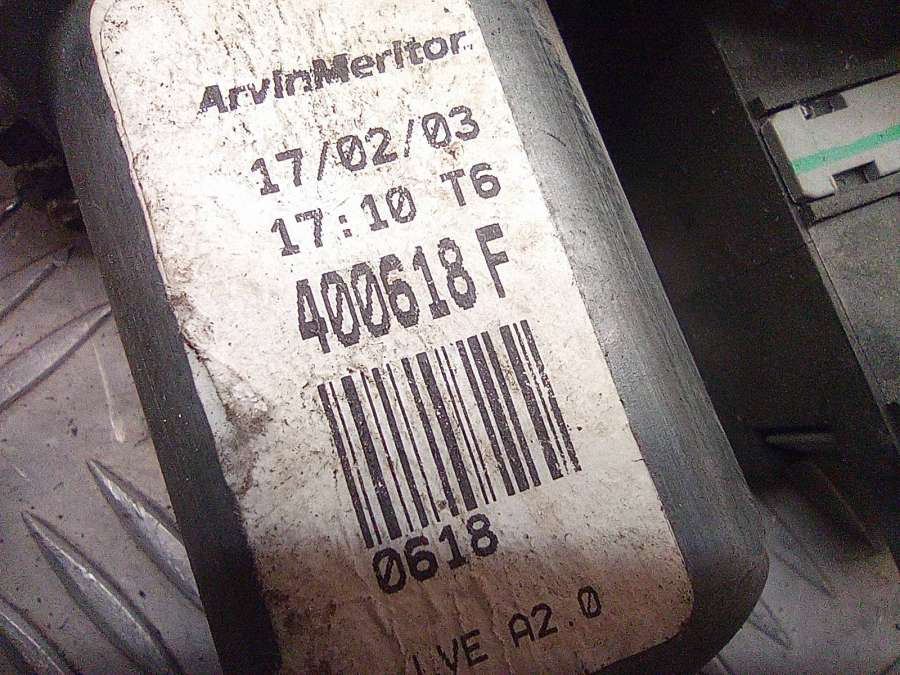 ArvinMeritor
17/02/03
17:10 T6
400618 F
0618
A2.0